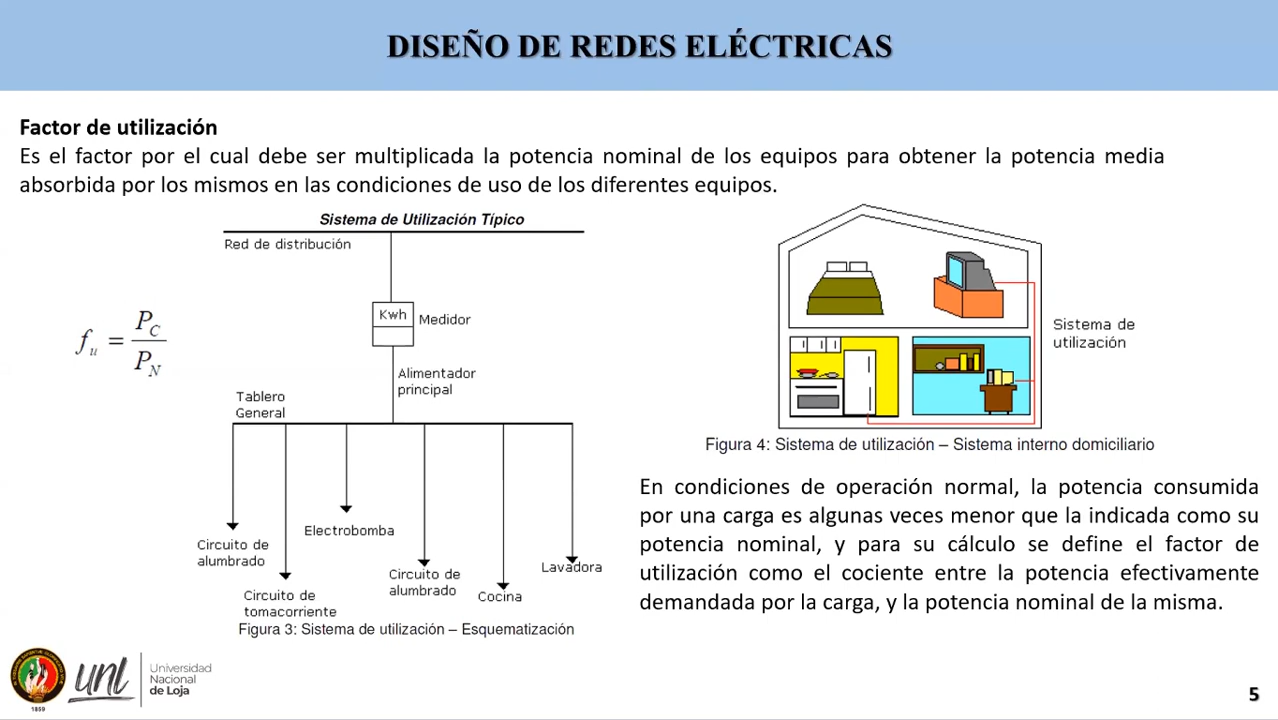 DISEÑO DE REDES ELÉCTRICAS
Factor de utilización
Es el factor por el cual debe ser multiplicada la potencia nominal de los equipos para obtener la potencia media
absorbida por los mismos en las condiciones de uso de los diferentes equipos.
Sistema de Utilización Típico
Red de distribución
Kwh
Medidor
f_u = P_C / P_N
Alimentador
principal
Tablero
General
Electrobomba
Circuito de
alumbrado
Circuito de
tomacorriente
Circuito de
alumbrado
Cocina
Lavadora
Figura 3: Sistema de utilización – Esquematización
Sistema de
utilización
Figura 4: Sistema de utilización – Sistema interno domiciliario
En condiciones de operación normal, la potencia consumida
por una carga es algunas veces menor que la indicada como su
potencia nominal, y para su cálculo se define el factor de
utilización como el cociente entre la potencia efectivamente
demandada por la carga, y la potencia nominal de la misma.
1859
unl
Universidad
Nacional
de Loja
5